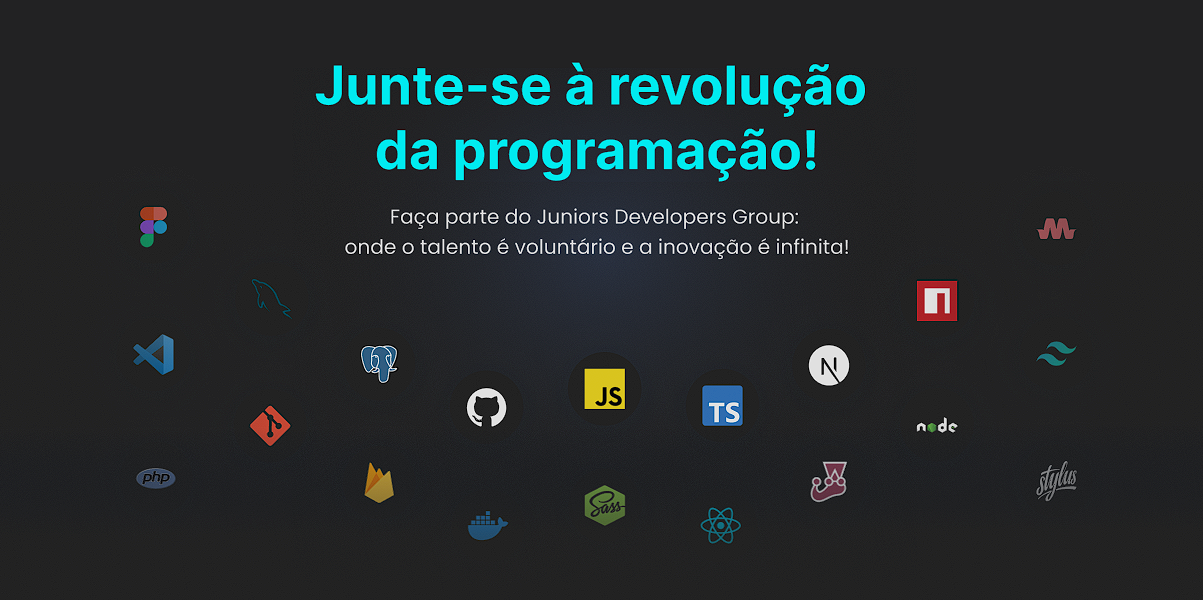 Junte-se à revolução
da programação!
Faça parte do Juniors Developers Group:
onde o talento é voluntário e a inovação é infinita!
N
JS
TS
node
php
stylus
Sass